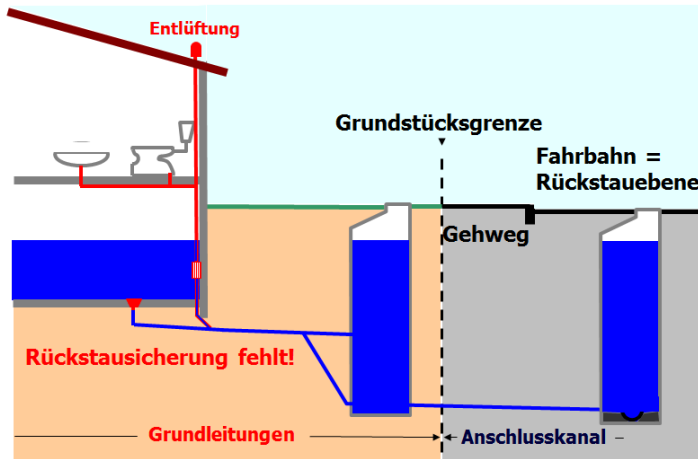 Entlüftung
Grundstücksgrenze
Fahrbahn =
Rückstauebene
Gehweg
Rückstausicherung fehlt!
Grundleitungen
Anschlusskanal